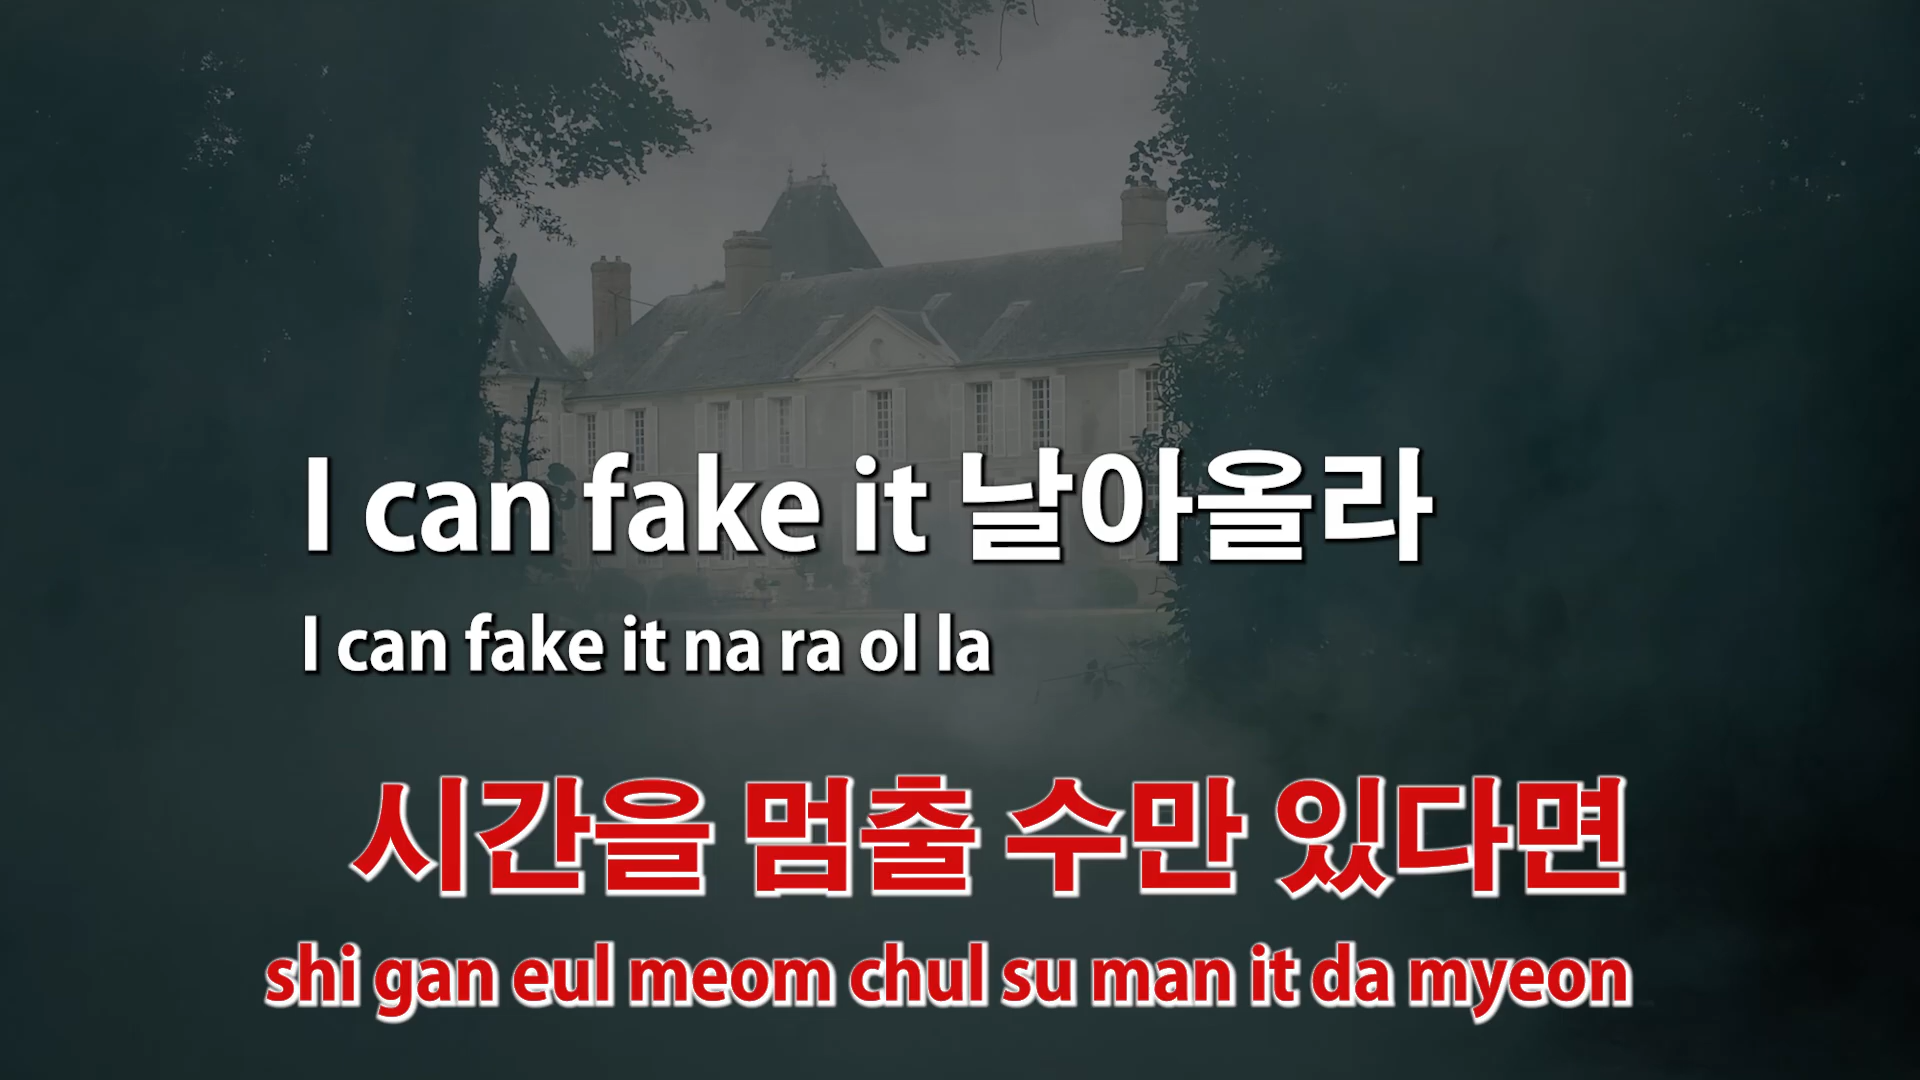 I can fake it 날아올라
I can fake it na ra ol la
시간을 멈출 수만 있다면
shi gan eul meom chul su man it da myeon